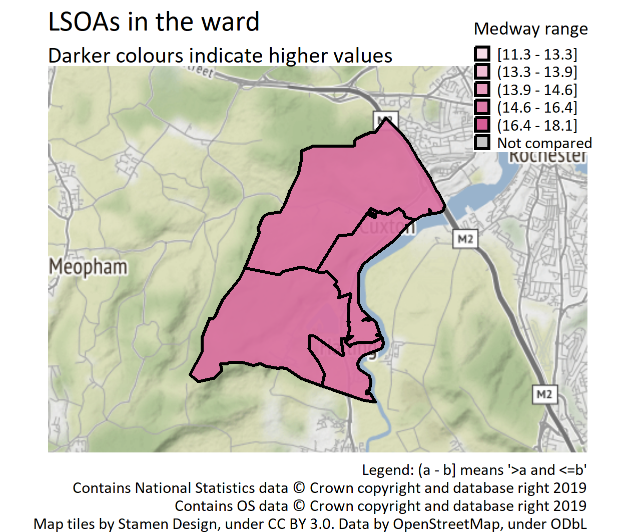 LSOAs in the ward
Darker colours indicate higher values
Medway range
[11.3 - 13.3]
(13.3 - 13.9]
(13.9 - 14.6]
(14.6 - 16.4]
(16.4 - 18.1]
Not compared
Rochester
Cuxton
M2
Meopham
M2
Legend: (a - b] means '>a and <=b'
Contains National Statistics data © Crown copyright and database right 2019
Contains OS data © Crown copyright and database right 2019
Map tiles by Stamen Design, under CC BY 3.0. Data by OpenStreetMap, under ODbL